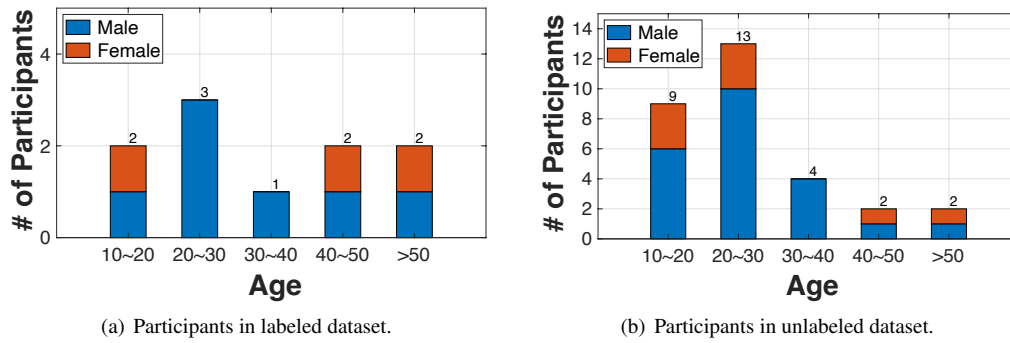 Male
Female
4
2
0
# of Participants
2
3
1
2
2
10~20 20~30 30~40 40~50 >50
Age
(a) Participants in labeled dataset.
Male
Female
14
12
10
8
6
4
2
0
# of Participants
9
13
4
2
2
10~20 20~30 30~40 40~50 >50
Age
(b) Participants in unlabeled dataset.